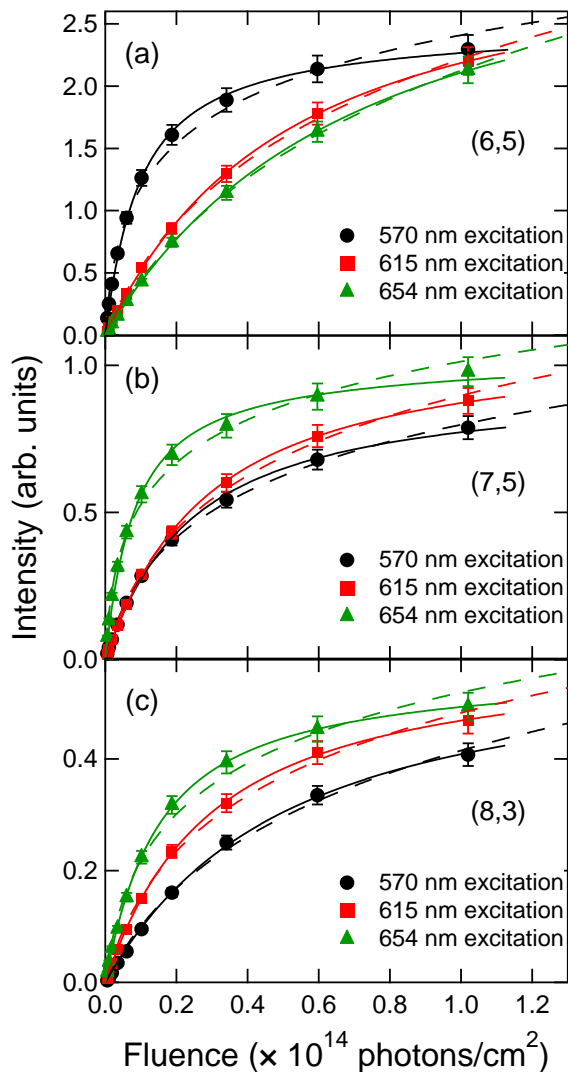 Intensity (arb. units)
2.5
2.0
1.5
1.0
0.5
0.0
(a)
(6,5)
570 nm excitation
615 nm excitation
654 nm excitation
1.0
0.5
0.0
(b)
(7,5)
570 nm excitation
615 nm excitation
654 nm excitation
0.4
0.2
0.0
(c)
(8,3)
570 nm excitation
615 nm excitation
654 nm excitation
0.0 0.2 0.4 0.6 0.8 1.0 1.2
Fluence (× 10¹⁴ photons/cm²)